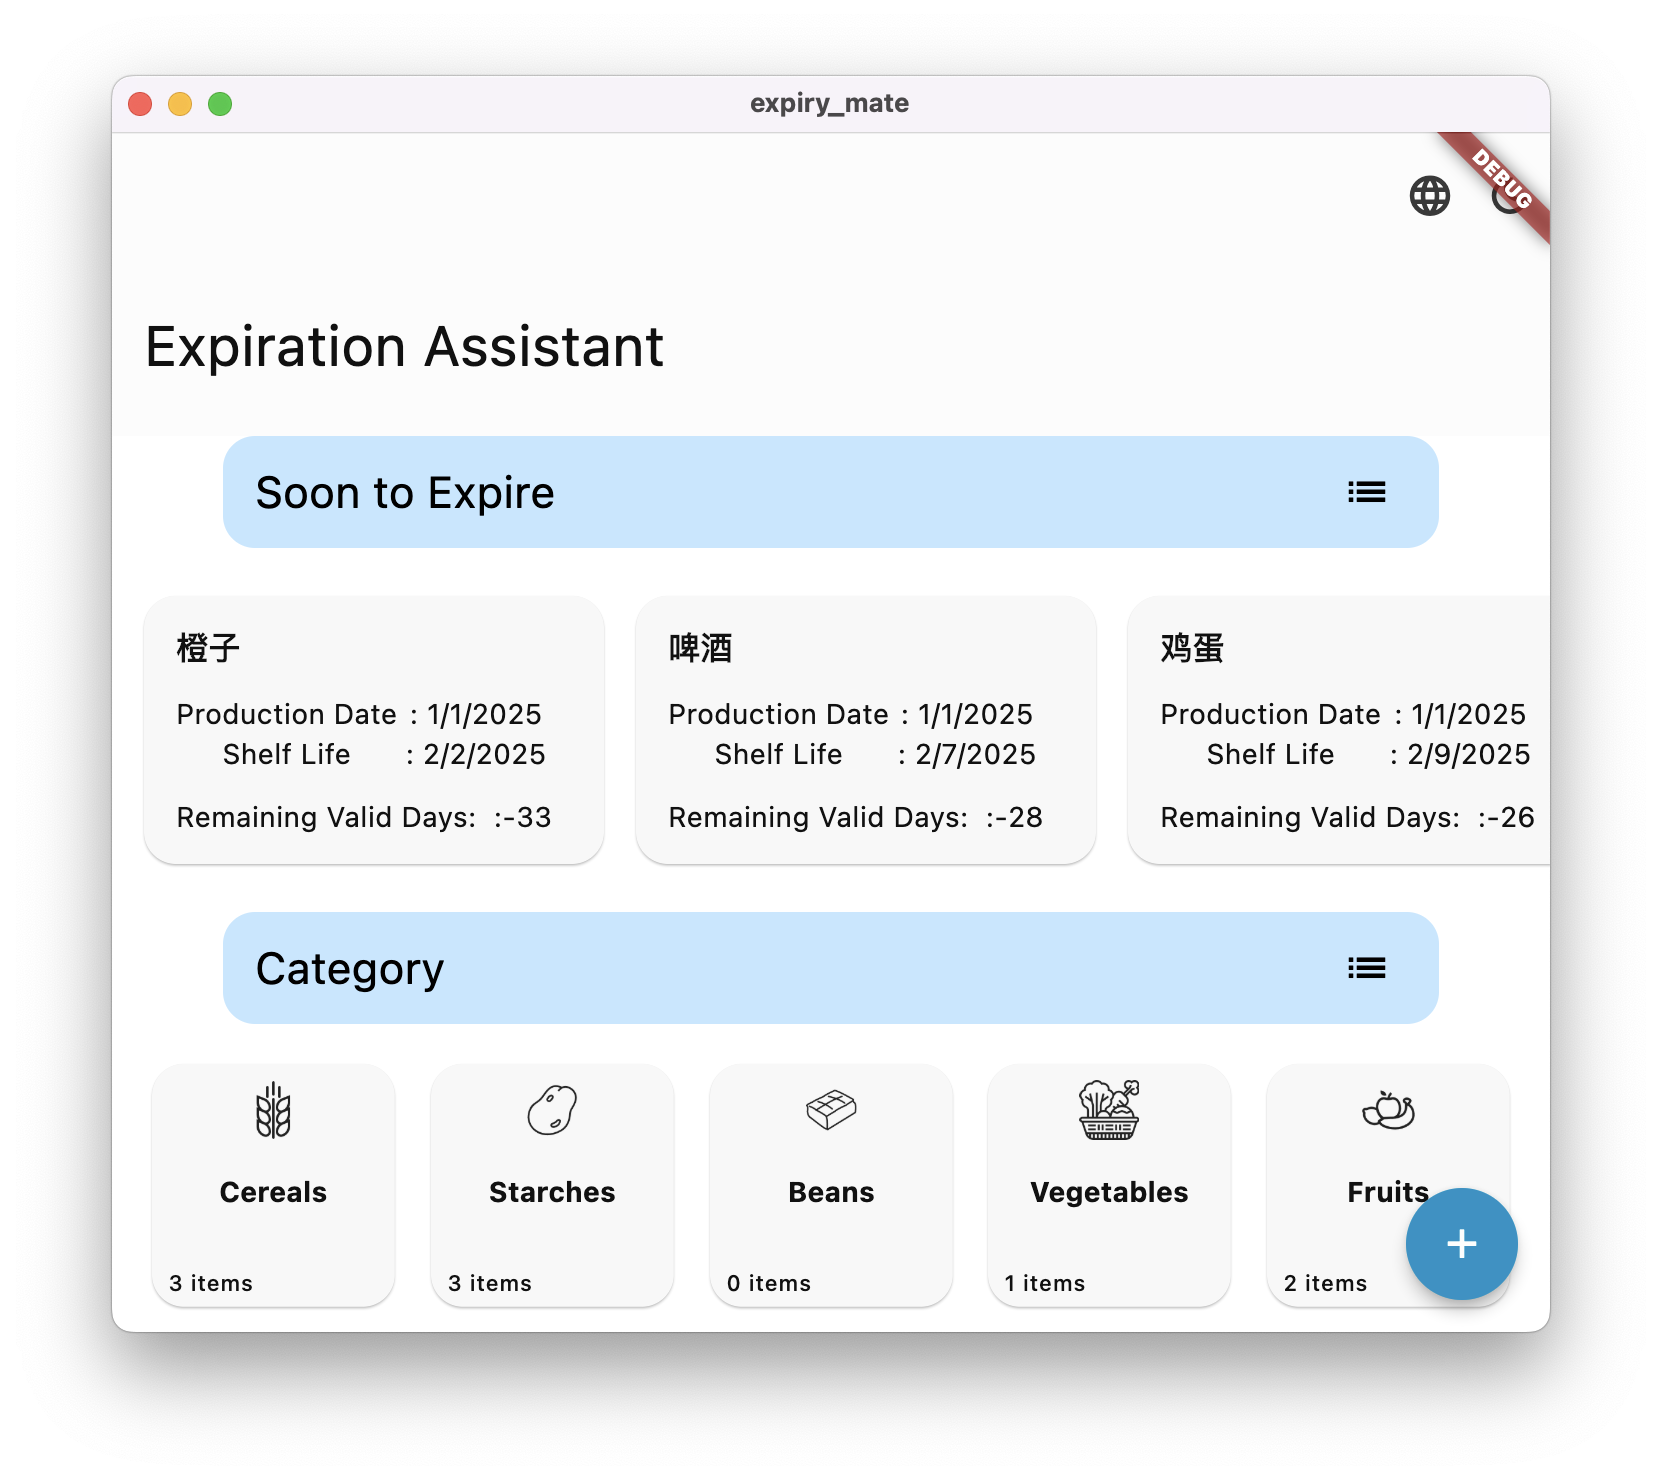 expiry_mate
DEBUG
Expiration Assistant
Soon to Expire
橙子
Production Date : 1/1/2025
Shelf Life : 2/2/2025
Remaining Valid Days: :-33
啤酒
Production Date : 1/1/2025
Shelf Life : 2/7/2025
Remaining Valid Days: :-28
鸡蛋
Production Date : 1/1/2025
Shelf Life : 2/9/2025
Remaining Valid Days: :-26
Category
Cereals
3 items
Starches
3 items
Beans
0 items
Vegetables
1 items
Fruits
2 items